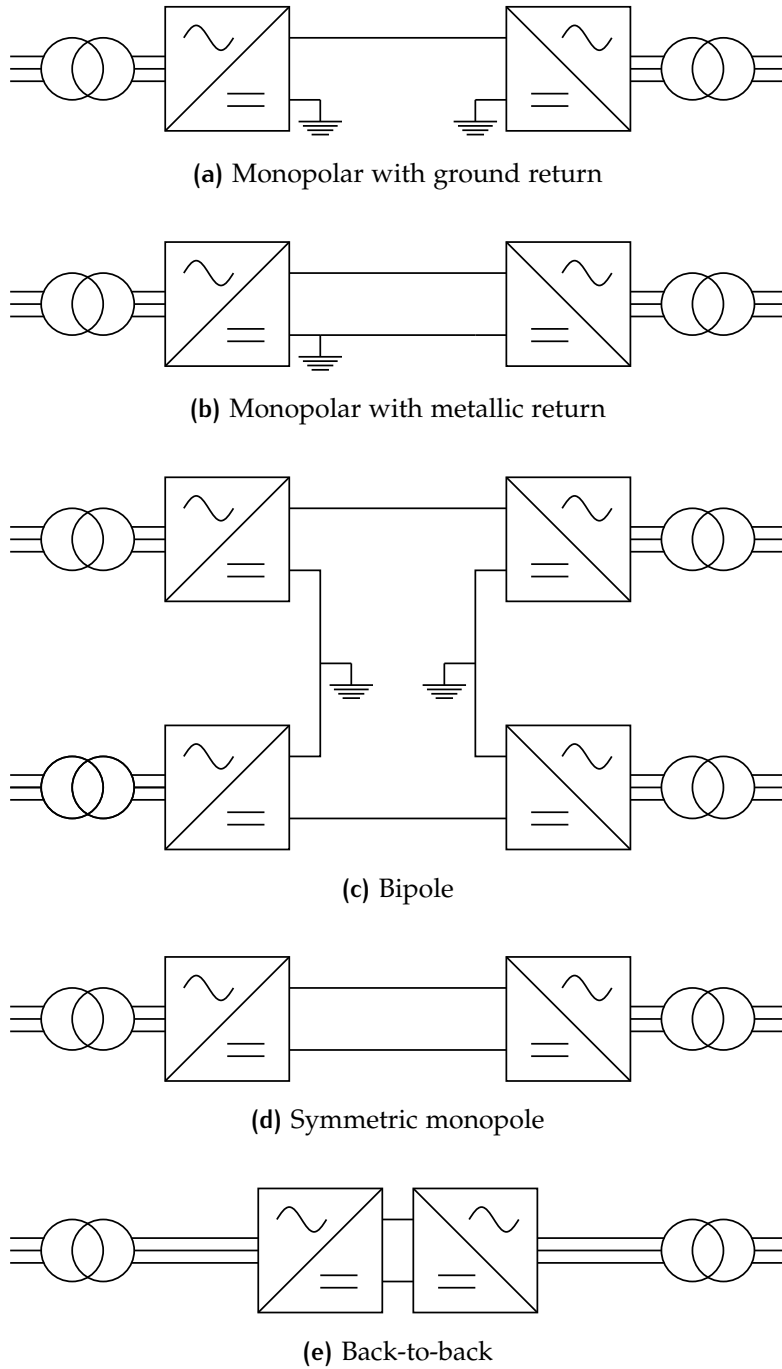 (a) Monopolar with ground return
(b) Monopolar with metallic return
(c) Bipole
(d) Symmetric monopole
(e) Back-to-back